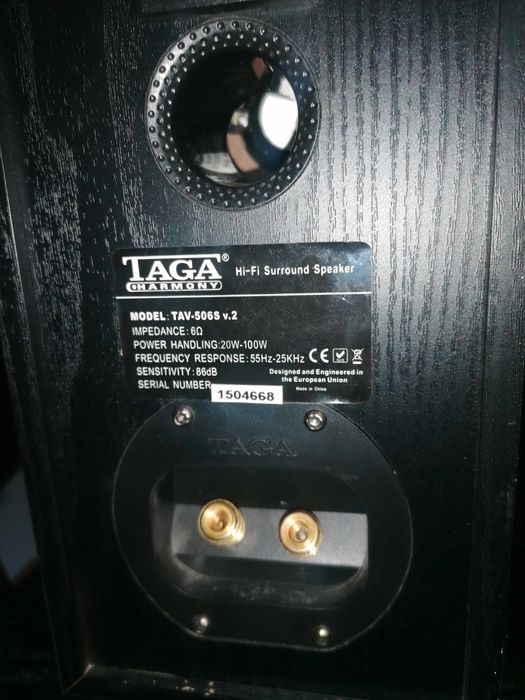 TAGA®
HARMONY
Hi-Fi Surround Speaker
MODEL: TAV-506S v.2
IMPEDANCE: 6Ω
POWER HANDLING: 20W-100W
FREQUENCY RESPONSE: 55Hz-25KHz CE
SENSITIVITY: 86dB
Designed and Engineered in
the European Union
Made in China
SERIAL NUMBER
1504668
TAGA